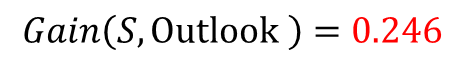 Gain(S, Outlook ) = 0.246